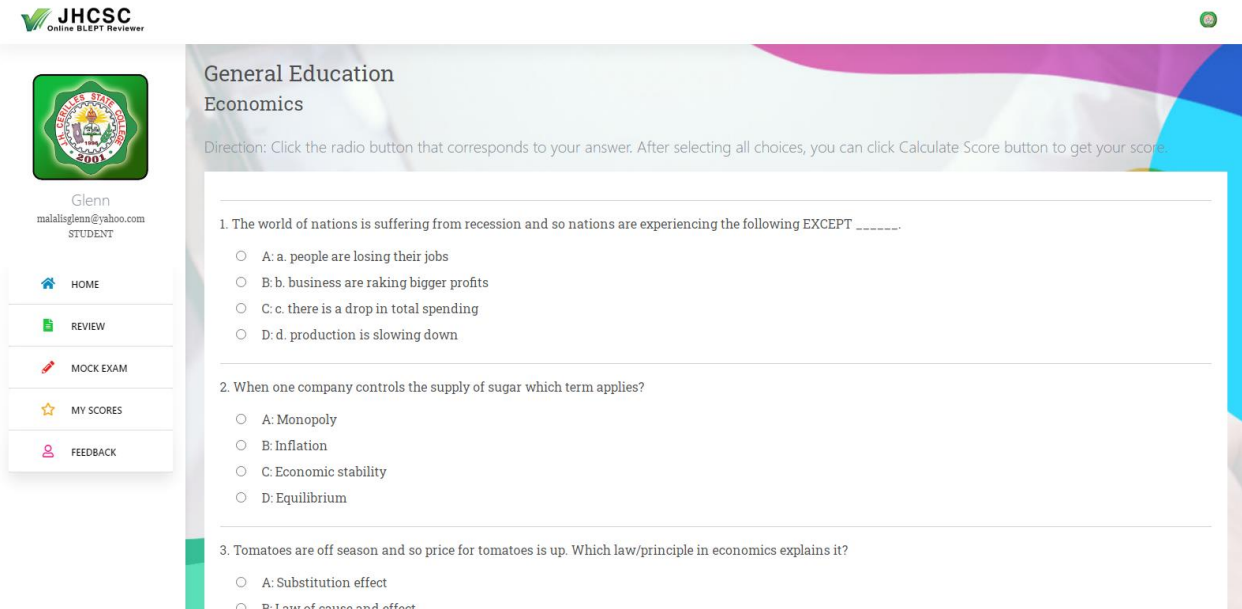 JHCSC
Online BLEPT Reviewer
CERILLES STATE COLLEGE
J.H.
2001
Glenn
malalisglenn@yahoo.com
STUDENT
HOME
REVIEW
MOCK EXAM
MY SCORES
FEEDBACK
General Education
Economics
Direction: Click the radio button that corresponds to your answer. After selecting all choices, you can click Calculate Score button to get your score.
1. The world of nations is suffering from recession and so nations are experiencing the following EXCEPT ______.
A: a. people are losing their jobs
B: b. business are raking bigger profits
C: c. there is a drop in total spending
D: d. production is slowing down
2. When one company controls the supply of sugar which term applies?
A: Monopoly
B: Inflation
C: Economic stability
D: Equilibrium
3. Tomatoes are off season and so price for tomatoes is up. Which law/principle in economics explains it?
A: Substitution effect
B: Law of cause and effect